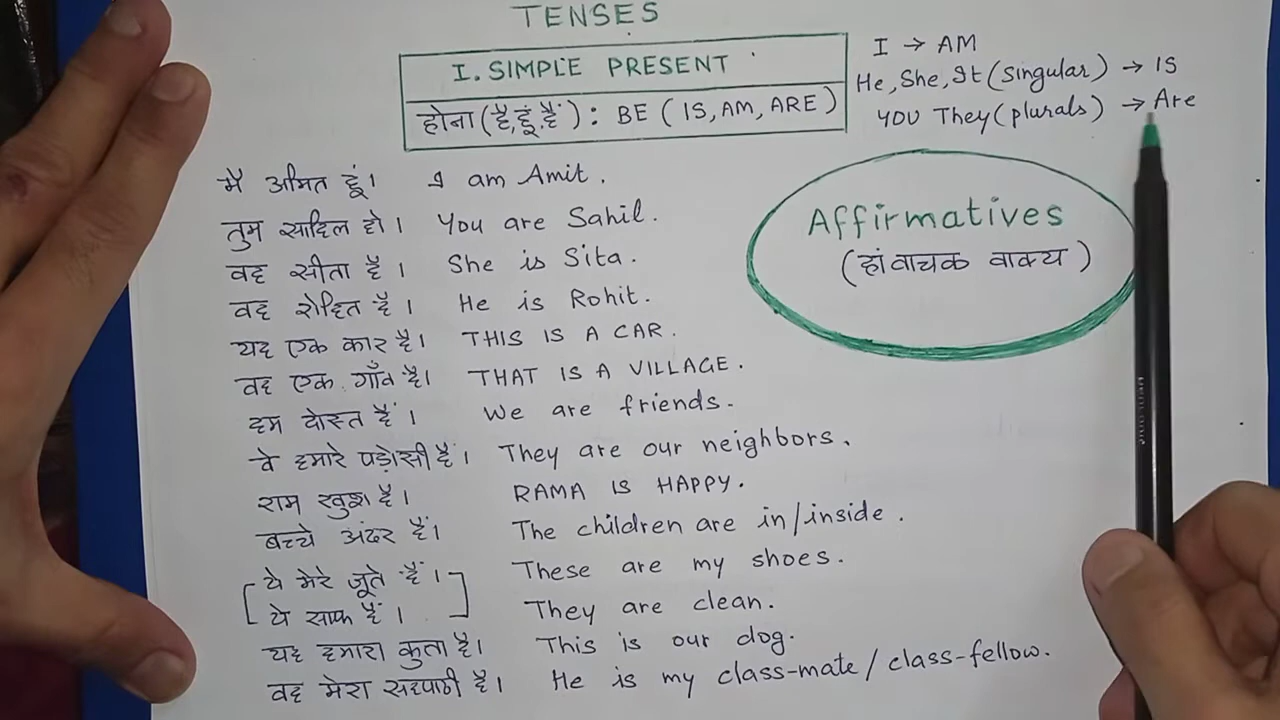 TENSES
I. SIMPLE PRESENT
होना (है, हूं, हैं) : BE ( IS, AM, ARE )
I → AM
He, She, It (singular) → IS
YOU They (plurals) → Are
Affirmatives
(हांवाचक वाक्य)
मैं अमित हूं। I am Amit.
तुम साहिल हो। You are Sahil.
वह सीता है। She is Sita.
वह रोहित है। He is Rohit.
यह एक कार है। THIS IS A CAR.
वह एक गाँव है। THAT IS A VILLAGE.
हम दोस्त हैं। We are friends.
वे हमारे पड़ोसी हैं। They are our neighbors.
राम खुश है। RAMA IS HAPPY.
बच्चे अंदर हैं। The children are in/inside.
[ ये मेरे जूते हैं। ] These are my shoes.
[ ये साफ हैं। ] They are clean.
यह हमारा कुता है। This is our dog.
वह मेरा सहपाठी है। He is my class-mate / class-fellow.